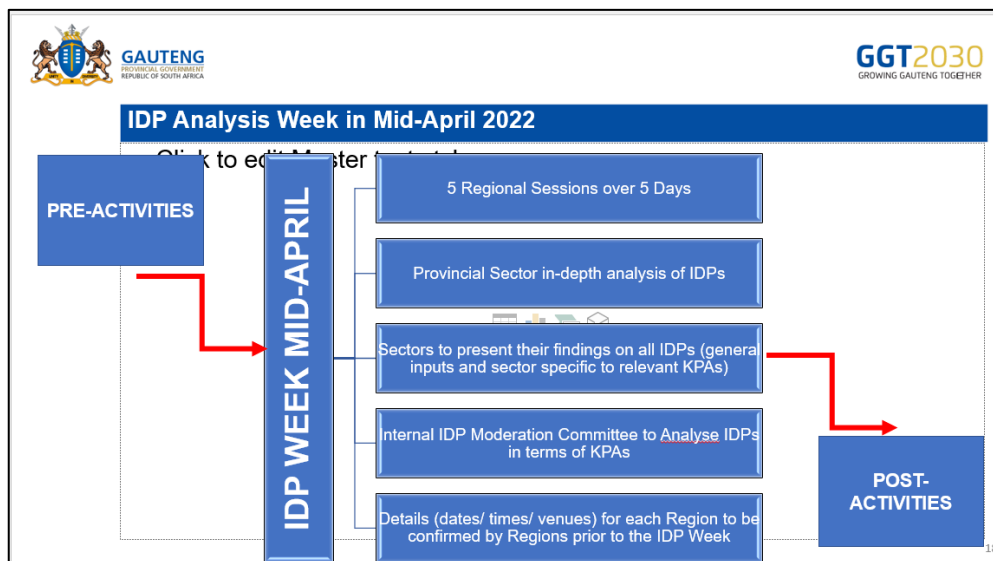 GAUTENG
PROVINCIAL GOVERNMENT
REPUBLIC OF SOUTH AFRICA
GGT2030
GROWING GAUTENG TOGETHER
IDP Analysis Week in Mid-April 2022
Click to edit Master
PRE-ACTIVITIES
IDP WEEK MID-APRIL
5 Regional Sessions over 5 Days
Provincial Sector in-depth analysis of IDPs
Sectors to present their findings on all IDPs (general
inputs and sector specific to relevant KPAs)
Internal IDP Moderation Committee to Analyse IDPs
in terms of KPAs
Details (dates/ times/ venues) for each Region to be
confirmed by Regions prior to the IDP Week
POST-
ACTIVITIES